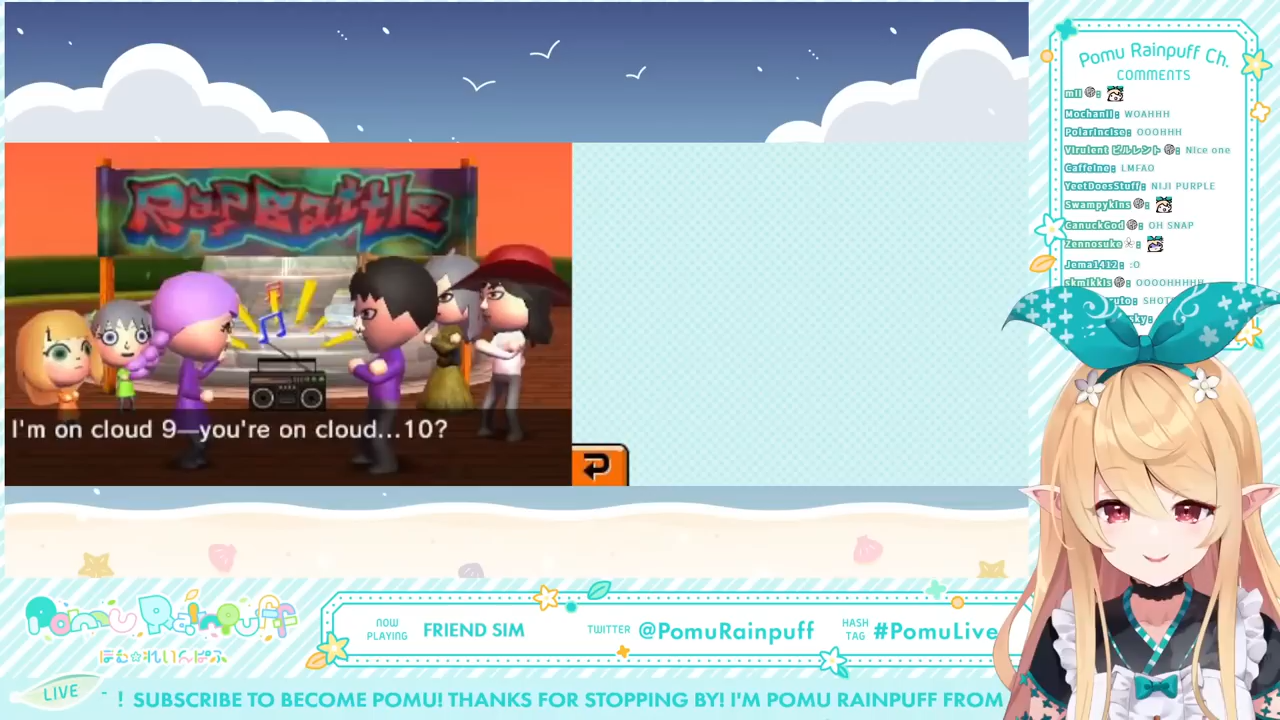 Rap Battle
I'm on cloud 9—you're on cloud...10?
Pomu Rainpuff Ch.
COMMENTS
mii:
Mochanii: WOAHHH
Polarincise: OOOHHH
Virulent ビルレント: Nice one
Caffeine: LMFAO
YeetDoesStuff: NIJI PURPLE
Swampykins:
CanuckGod: OH SNAP
Zennosuke:
Jema1412: :O
skmikkis: OOOOHHHHH
Pomu Rainpuff
ぽむ☆れいんぱふ
NOW PLAYING FRIEND SIM
TWITTER @PomuRainpuff
HASH TAG #PomuLive
LIVE
! SUBSCRIBE TO BECOME POMU! THANKS FOR STOPPING BY! I'M POMU RAINPUFF FROM